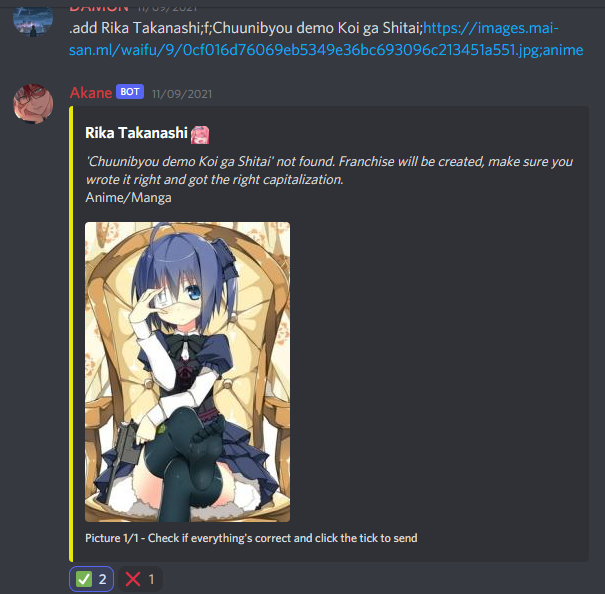 DAMON 11/09/2021
.add Rika Takanashi;f;Chuunibyou demo Koi ga Shitai;https://images.mai-
san.ml/waifu/9/0cf016d76069eb5349e36bc693096c213451a551.jpg;anime
Akane BOT 11/09/2021
Rika Takanashi
'Chuunibyou demo Koi ga Shitai' not found. Franchise will be created, make sure you
wrote it right and got the right capitalization.
Anime/Manga
Picture 1/1 - Check if everything's correct and click the tick to send
2 1